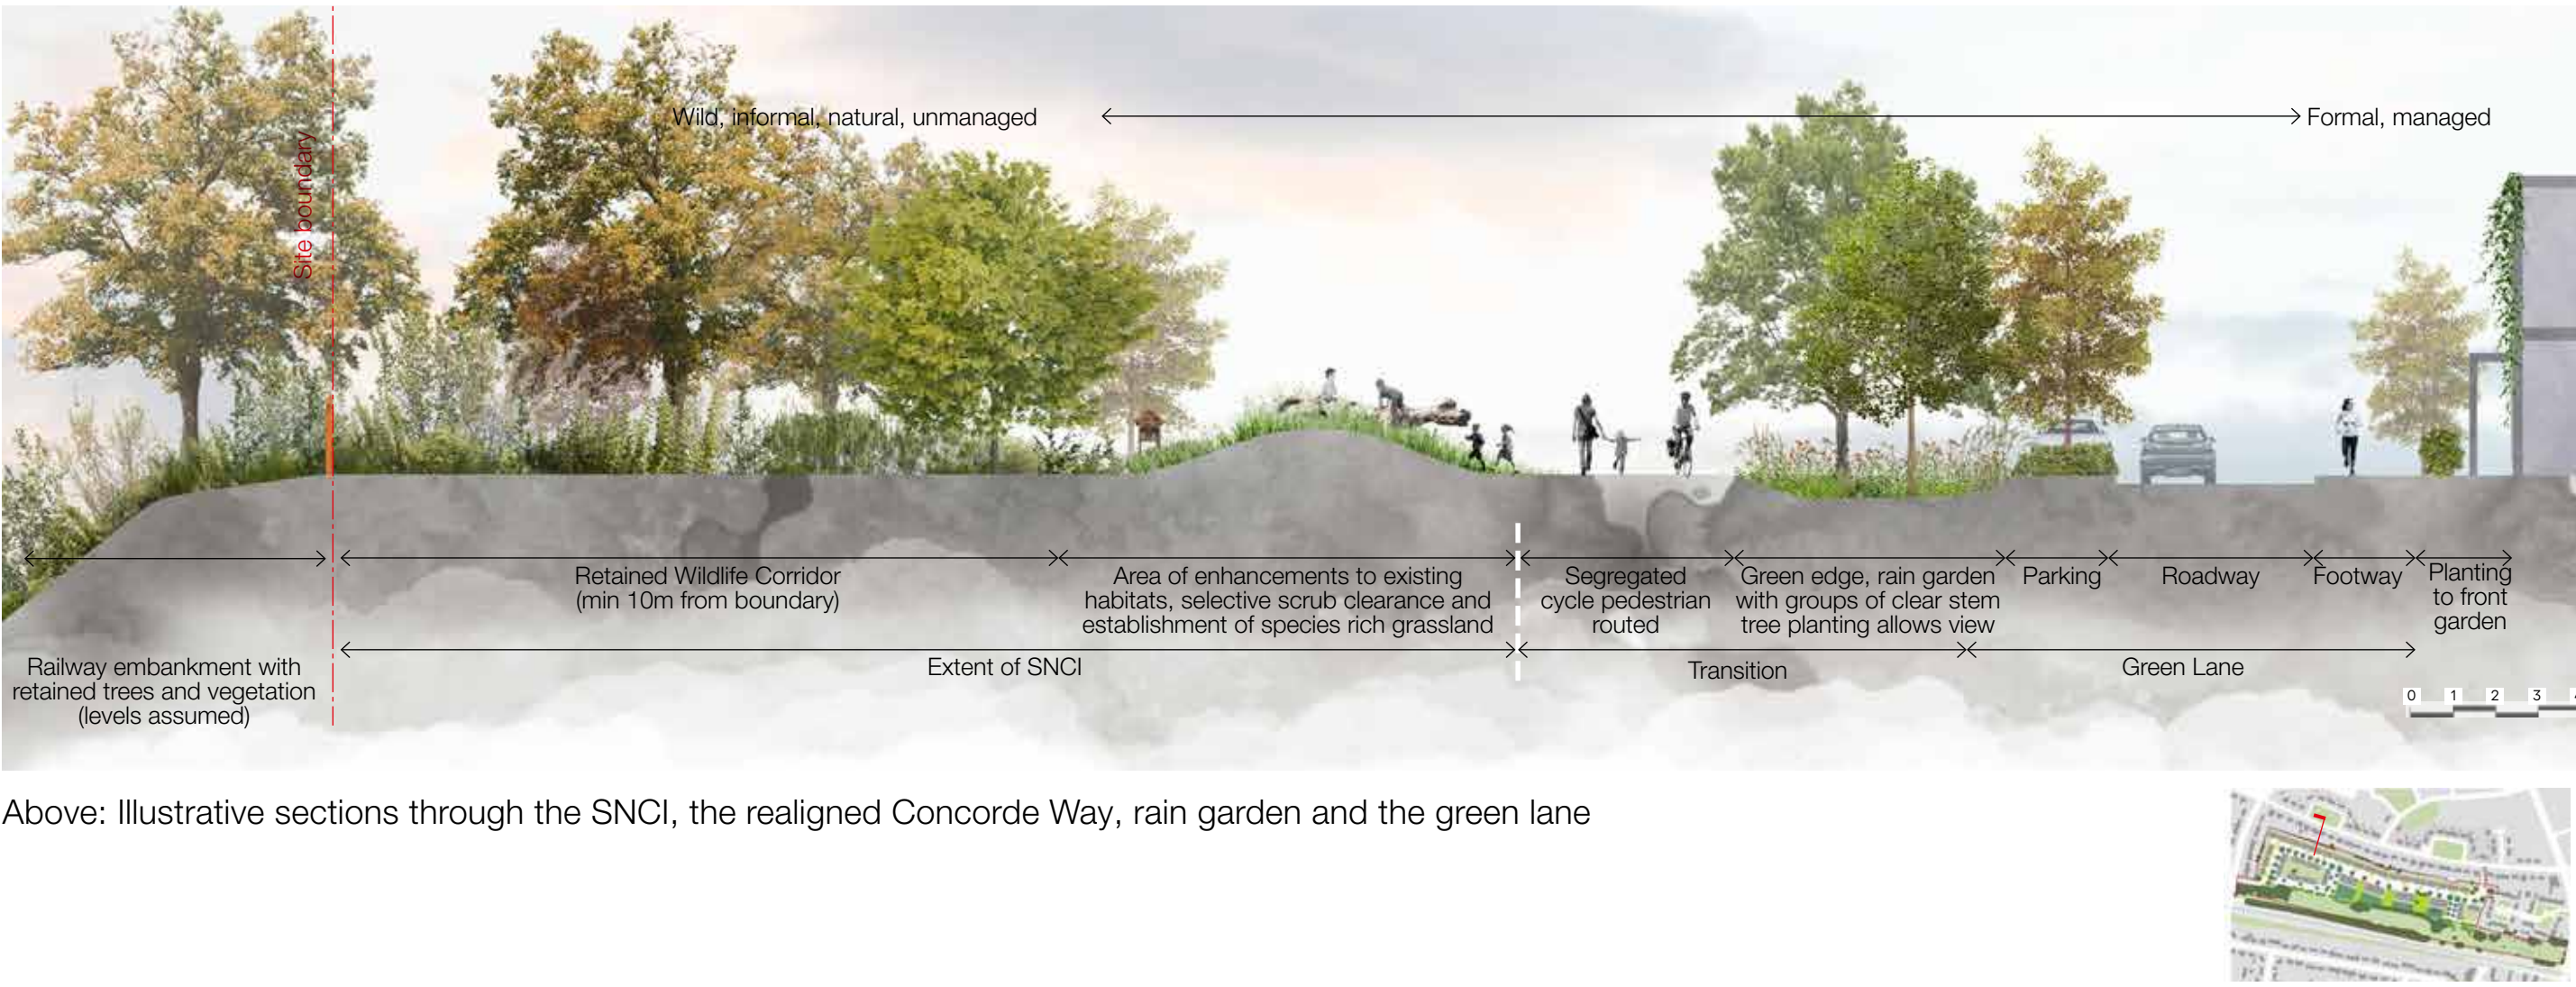 Wild, informal, natural, unmanaged
Formal, managed
Site boundary
Retained Wildlife Corridor
(min 10m from boundary)
Area of enhancements to existing
habitats, selective scrub clearance and
establishment of species rich grassland
Segregated
cycle pedestrian
routed
Green edge, rain garden
with groups of clear stem
tree planting allows view
Parking
Roadway
Footway
Planting
to front
garden
Railway embankment with
retained trees and vegetation
(levels assumed)
Extent of SNCI
Transition
Green Lane
0 1 2 3
Above: Illustrative sections through the SNCI, the realigned Concorde Way, rain garden and the green lane